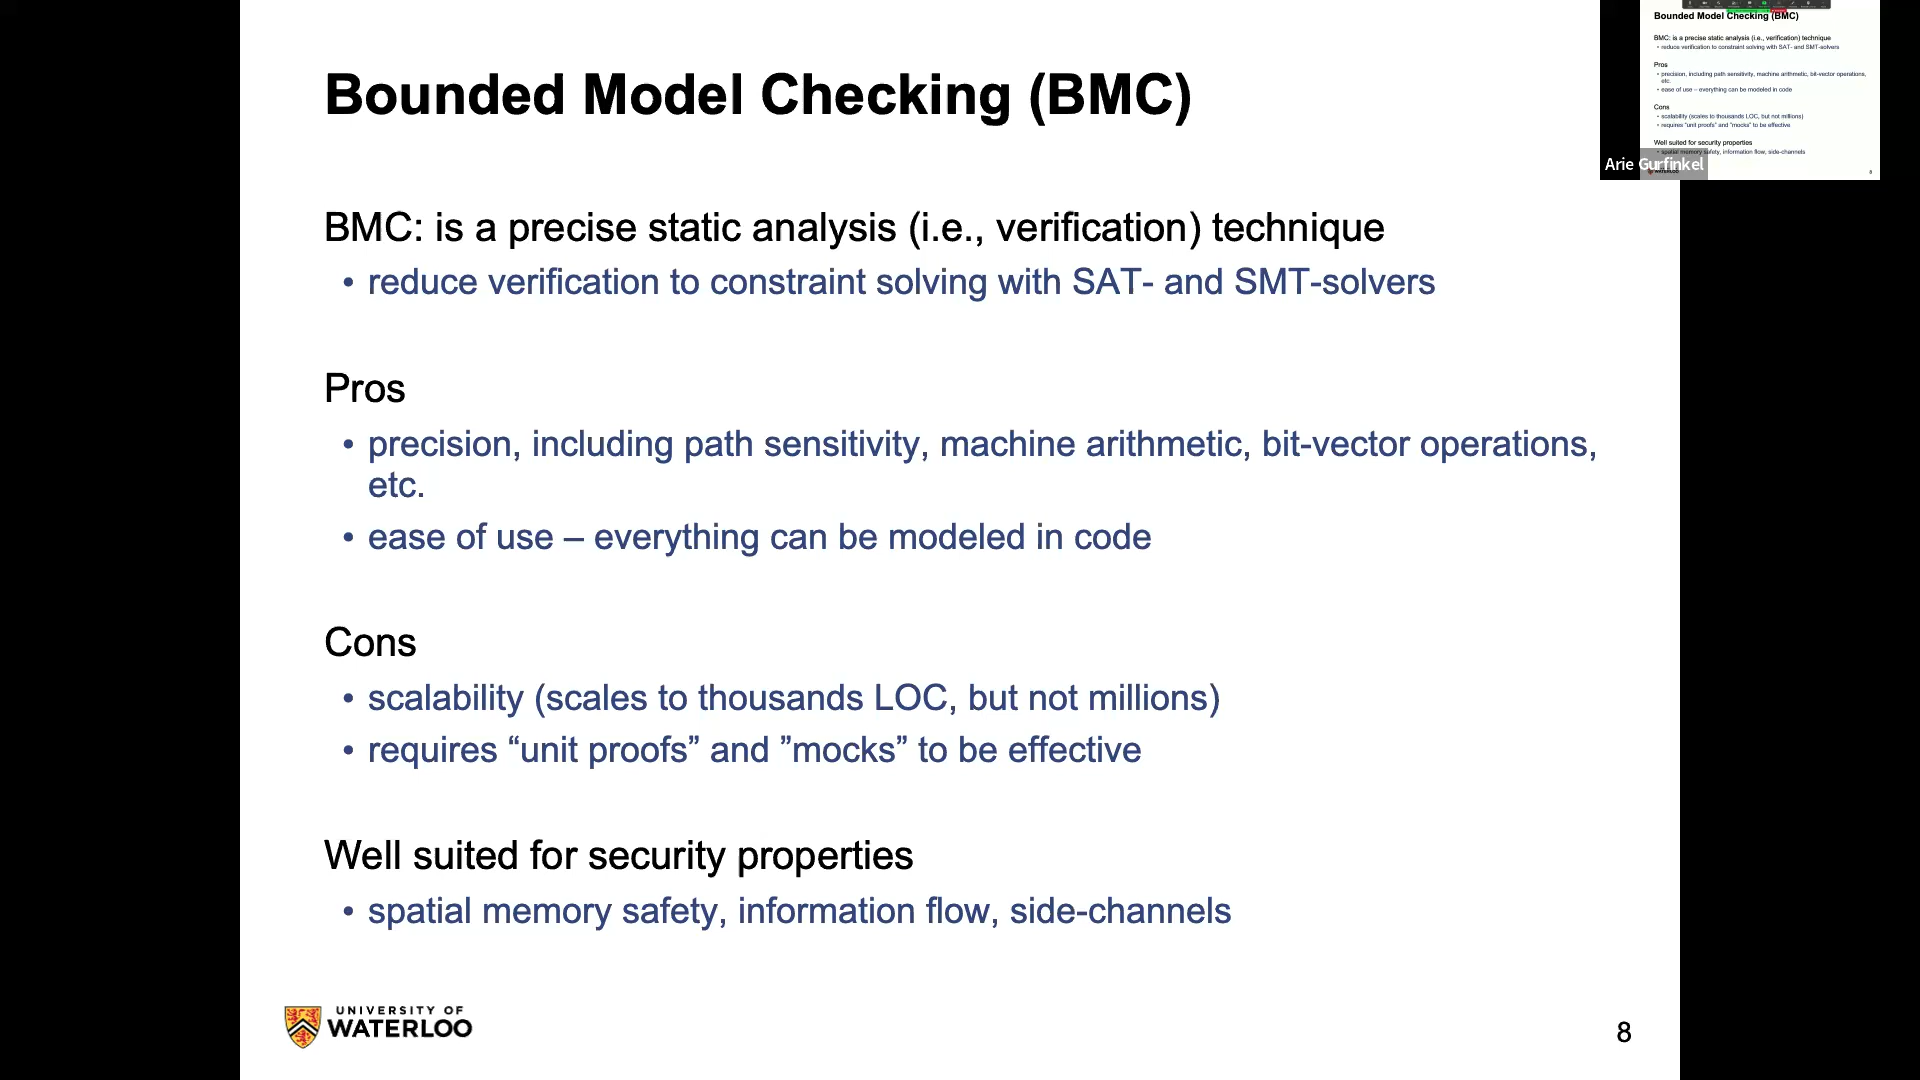 Bounded Model Checking (BMC)
BMC: is a precise static analysis (i.e., verification) technique
• reduce verification to constraint solving with SAT- and SMT-solvers
Pros
• precision, including path sensitivity, machine arithmetic, bit-vector operations,
etc.
• ease of use – everything can be modeled in code
Cons
• scalability (scales to thousands LOC, but not millions)
• requires “unit proofs” and ”mocks” to be effective
Well suited for security properties
• spatial memory safety, information flow, side-channels
UNIVERSITY OF
WATERLOO
8
Bounded Model Checking (BMC)
BMC: is a precise static analysis (i.e., verification) technique
• reduce verification to constraint solving with SAT- and SMT-solvers
Pros
• precision, including path sensitivity, machine arithmetic, bit-vector operations,
etc.
• ease of use – everything can be modeled in code
Cons
• scalability (scales to thousands LOC, but not millions)
• requires “unit proofs” and ”mocks” to be effective
Well suited for security properties
• spatial memory safety, information flow, side-channels
Arie Gurfinkel
WATERLOO
8